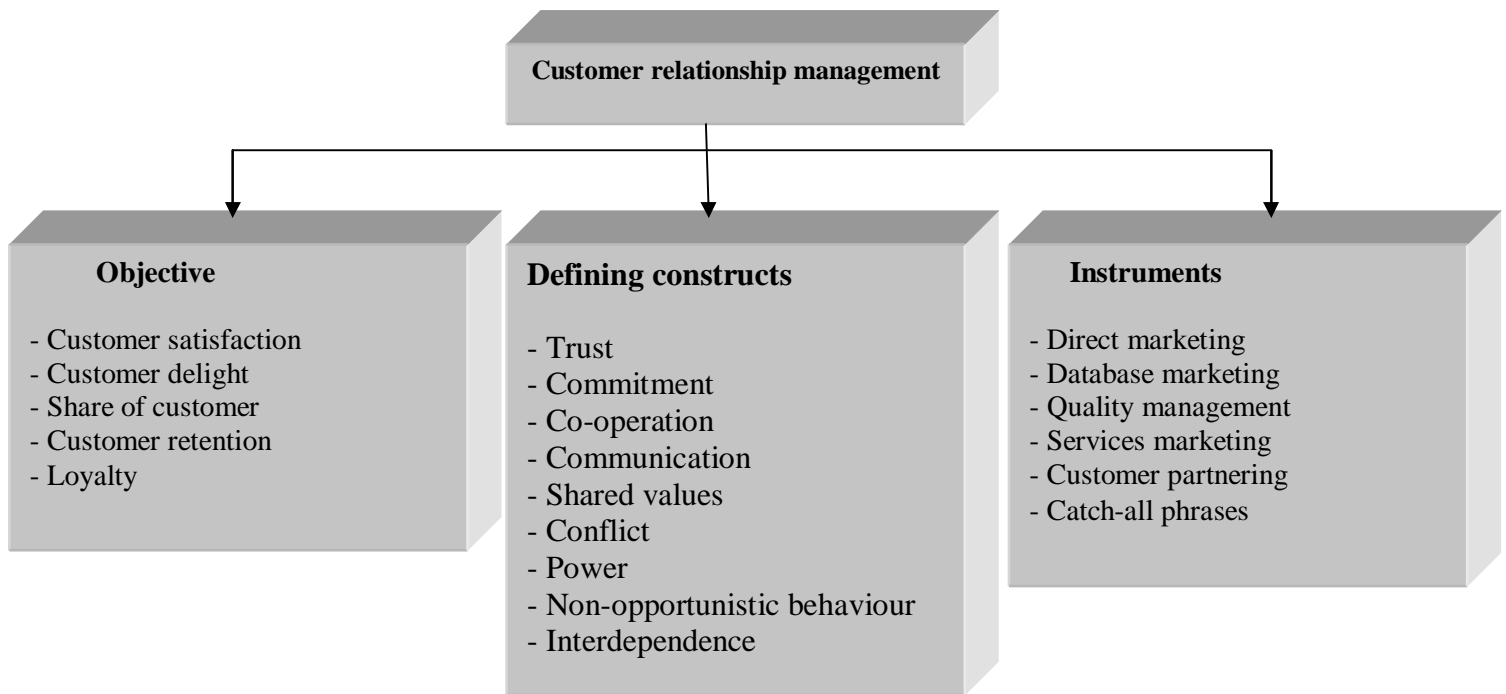 Customer relationship management
Objective
- Customer satisfaction
- Customer delight
- Share of customer
- Customer retention
- Loyalty
Defining constructs
- Trust
- Commitment
- Co-operation
- Communication
- Shared values
- Conflict
- Power
- Non-opportunistic behaviour
- Interdependence
Instruments
- Direct marketing
- Database marketing
- Quality management
- Services marketing
- Customer partnering
- Catch-all phrases